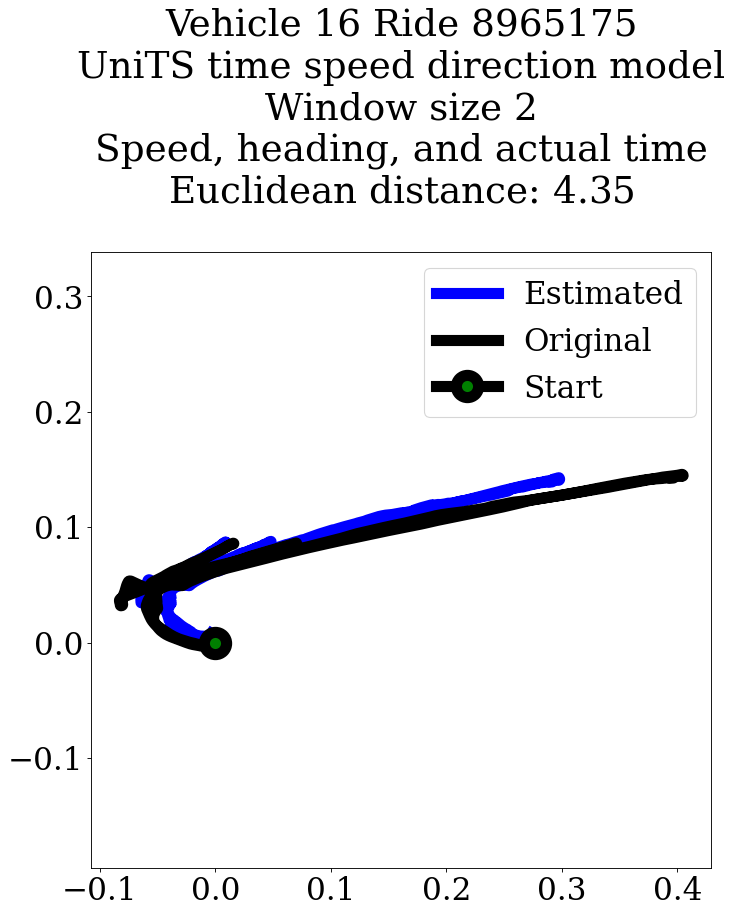 Vehicle 16 Ride 8965175
UniTS time speed direction model
Window size 2
Speed, heading, and actual time
Euclidean distance: 4.35
Estimated
Original
Start
0.3
0.2
0.1
0.0
−0.1
−0.1 0.0 0.1 0.2 0.3 0.4